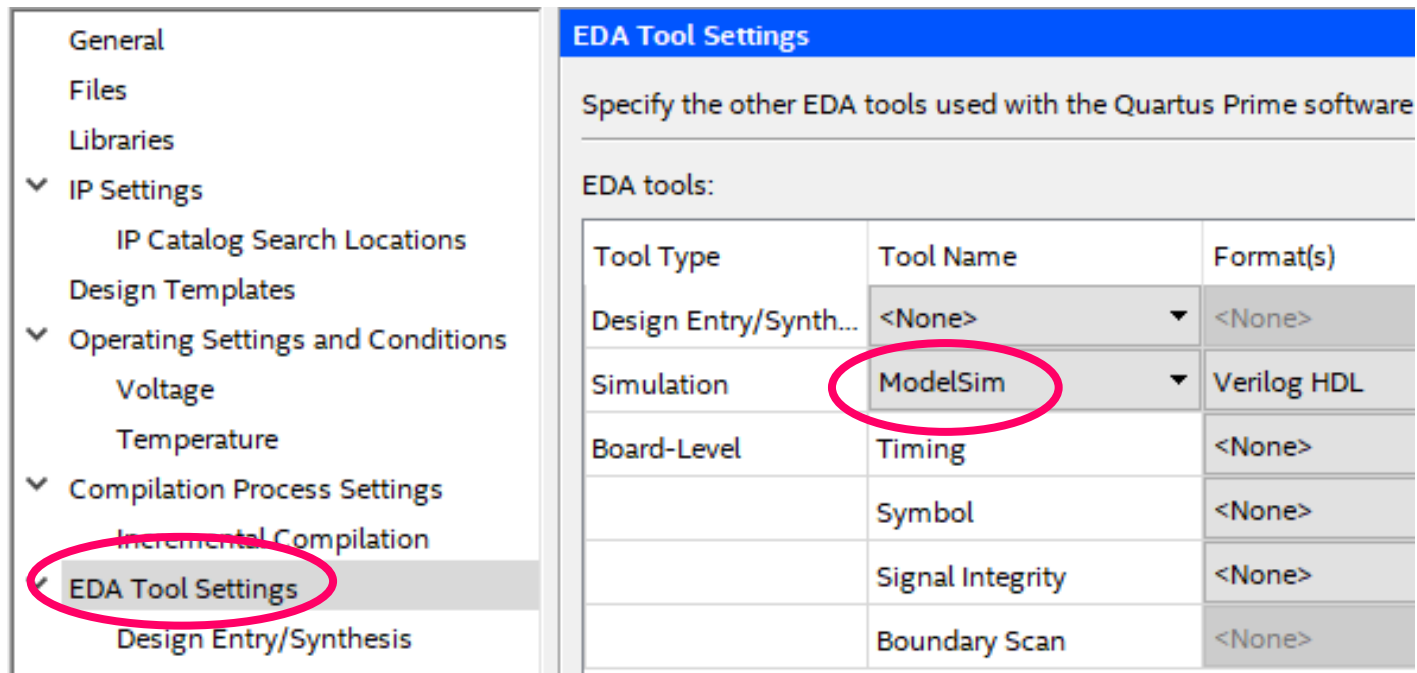 General
Files
Libraries
IP Settings
IP Catalog Search Locations
Design Templates
Operating Settings and Conditions
Voltage
Temperature
Compilation Process Settings
Incremental Compilation
EDA Tool Settings
Design Entry/Synthesis
EDA Tool Settings
Specify the other EDA tools used with the Quartus Prime software
EDA tools:
Tool Type Tool Name Format(s)
Design Entry/Synth... <None> <None>
Simulation ModelSim Verilog HDL
Board-Level Timing <None>
Symbol <None>
Signal Integrity <None>
Boundary Scan <None>